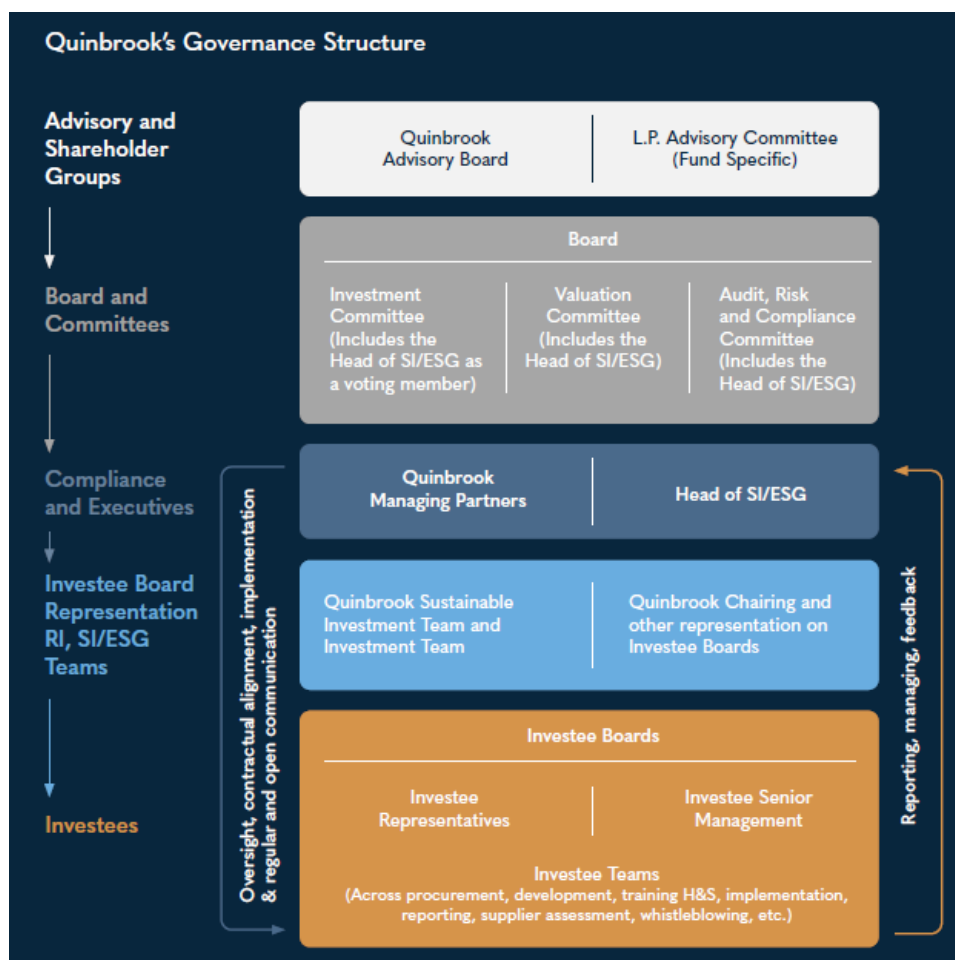 Quinbrook's Governance Structure
Advisory and
Shareholder
Groups
Quinbrook
Advisory Board
L.P. Advisory Committee
(Fund Specific)
Board and
Committees
Board
Investment
Committee
(Includes the
Head of SI/ESG as
a voting member)
Valuation
Committee
(Includes the
Head of SI/ESG)
Audit, Risk
and Compliance
Committee
(Includes the
Head of SI/ESG)
Compliance
and Executives
Quinbrook
Managing Partners
Head of SI/ESG
Investee Board
Representation
RI, SI/ESG
Teams
Quinbrook Sustainable
Investment Team and
Investment Team
Quinbrook Chairing and
other representation on
Investee Boards
Investees
Investee Boards
Investee
Representatives
Investee Senior
Management
Investee Teams
(Across procurement, development, training H&S, implementation,
reporting, supplier assessment, whistleblowing, etc.)
Oversight, contractual alignment, implementation
& regular and open communication
Reporting, managing, feedback